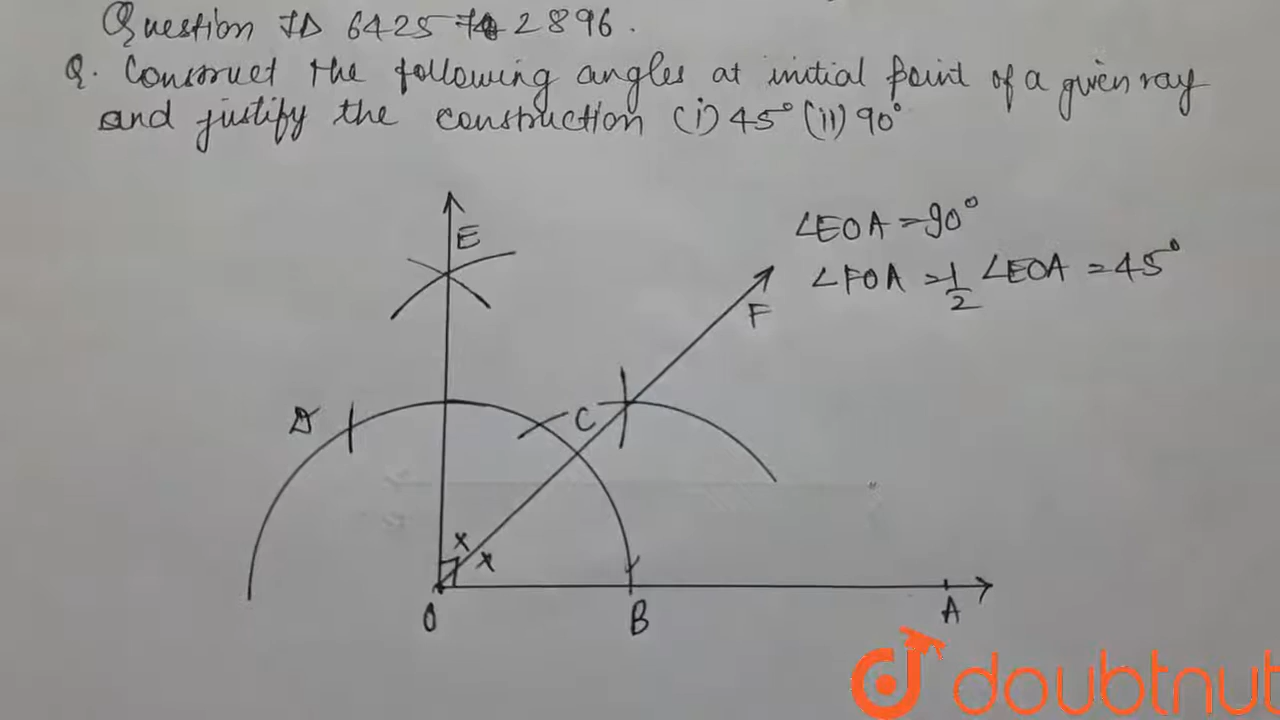 Question ID 6425 2896.
Q. Construct the following angles at initial point of a given ray
and justify the construction (i) 45° (ii) 90°
E
∠EOA = 90°
∠FOA = 1/2 ∠EOA = 45°
F
D
C
x
x
O
B
A
doubtnut